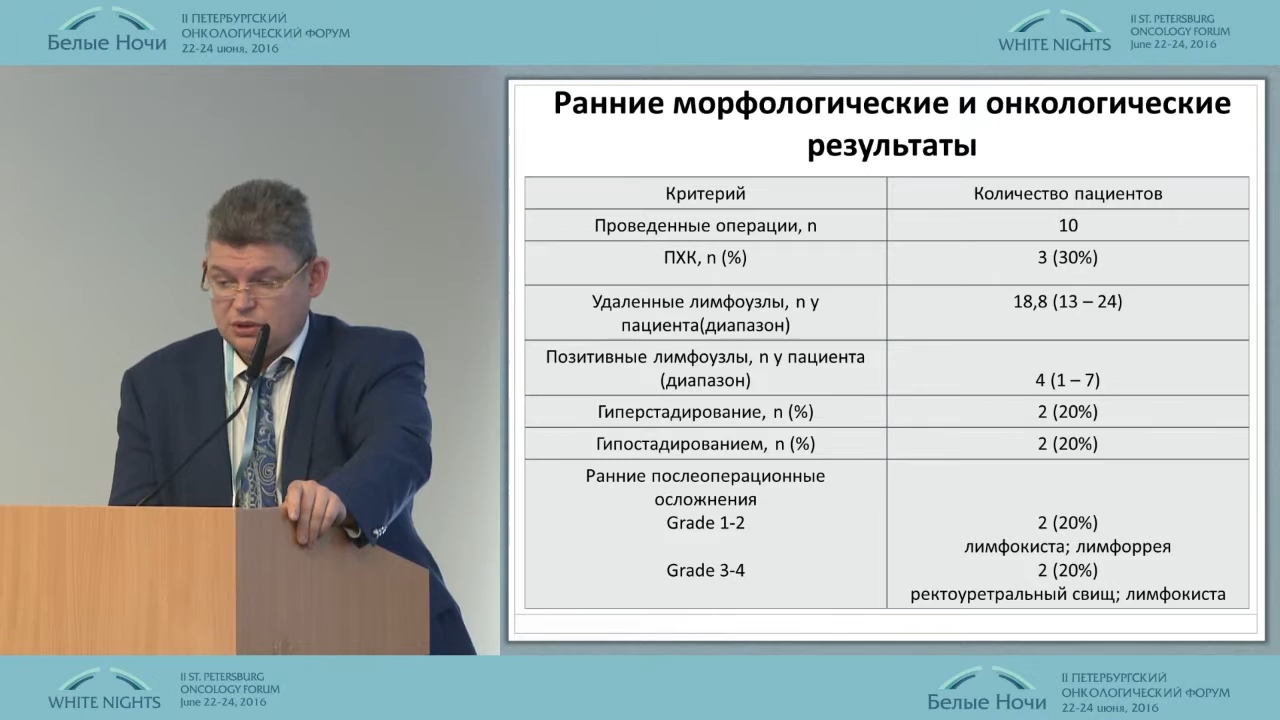 Белые Ночи
II ПЕТЕРБУРГСКИЙ
ОНКОЛОГИЧЕСКИЙ ФОРУМ
22-24 июня, 2016
WHITE NIGHTS
II ST. PETERSBURG
ONCOLOGY FORUM
June 22-24, 2016
Ранние морфологические и онкологические
результаты
Критерий
Количество пациентов
Проведенные операции, n
10
ПХК, n (%)
3 (30%)
Удаленные лимфоузлы, n у
пациента(диапазон)
18,8 (13 – 24)
Позитивные лимфоузлы, n у пациента
(диапазон)
4 (1 – 7)
Гиперстадирование, n (%)
2 (20%)
Гипостадированием, n (%)
2 (20%)
Ранние послеоперационные
осложнения
Grade 1-2
2 (20%)
лимфокиста; лимфоррея
Grade 3-4
2 (20%)
ректоуретральный свищ; лимфокиста
WHITE NIGHTS
II ST. PETERSBURG
ONCOLOGY FORUM
June 22-24, 2016
Белые Ночи
II ПЕТЕРБУРГСКИЙ
ОНКОЛОГИЧЕСКИЙ ФОРУМ
22-24 июня, 2016